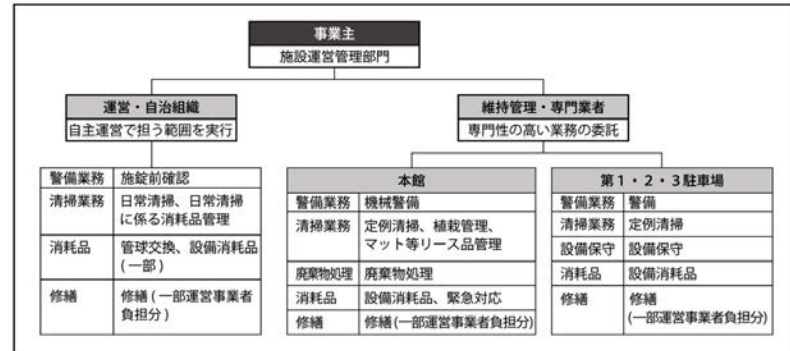 事業主
施設運営管理部門
運営・自治組織
自主運営で担う範囲を実行
維持管理・専門業者
専門性の高い業務の委託
警備業務 施錠前確認
清掃業務 日常清掃、日常清掃
に係る消耗品管理
消耗品 管球交換、設備消耗品
(一部)
修繕 修繕(一部運営事業者
負担分)
本館
警備業務 機械警備
清掃業務 定例清掃、植栽管理、
マット等リース品管理
廃棄物処理 廃棄物処理
消耗品 設備消耗品、緊急対応
修繕 修繕(一部運営事業者負担分)
第1・2・3駐車場
警備業務 警備
清掃業務 定例清掃
設備保守 設備保守
消耗品 設備消耗品
修繕 修繕
(一部運営事業者負担分)